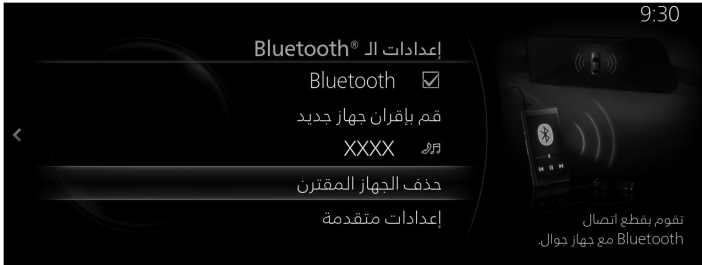 9:30
إعدادات الـ Bluetooth®
Bluetooth
قم بإقران جهاز جديد
XXXX
حذف الجهاز المقترن
إعدادات متقدمة
تقوم بقطع اتصال
Bluetooth مع جهاز جوال.